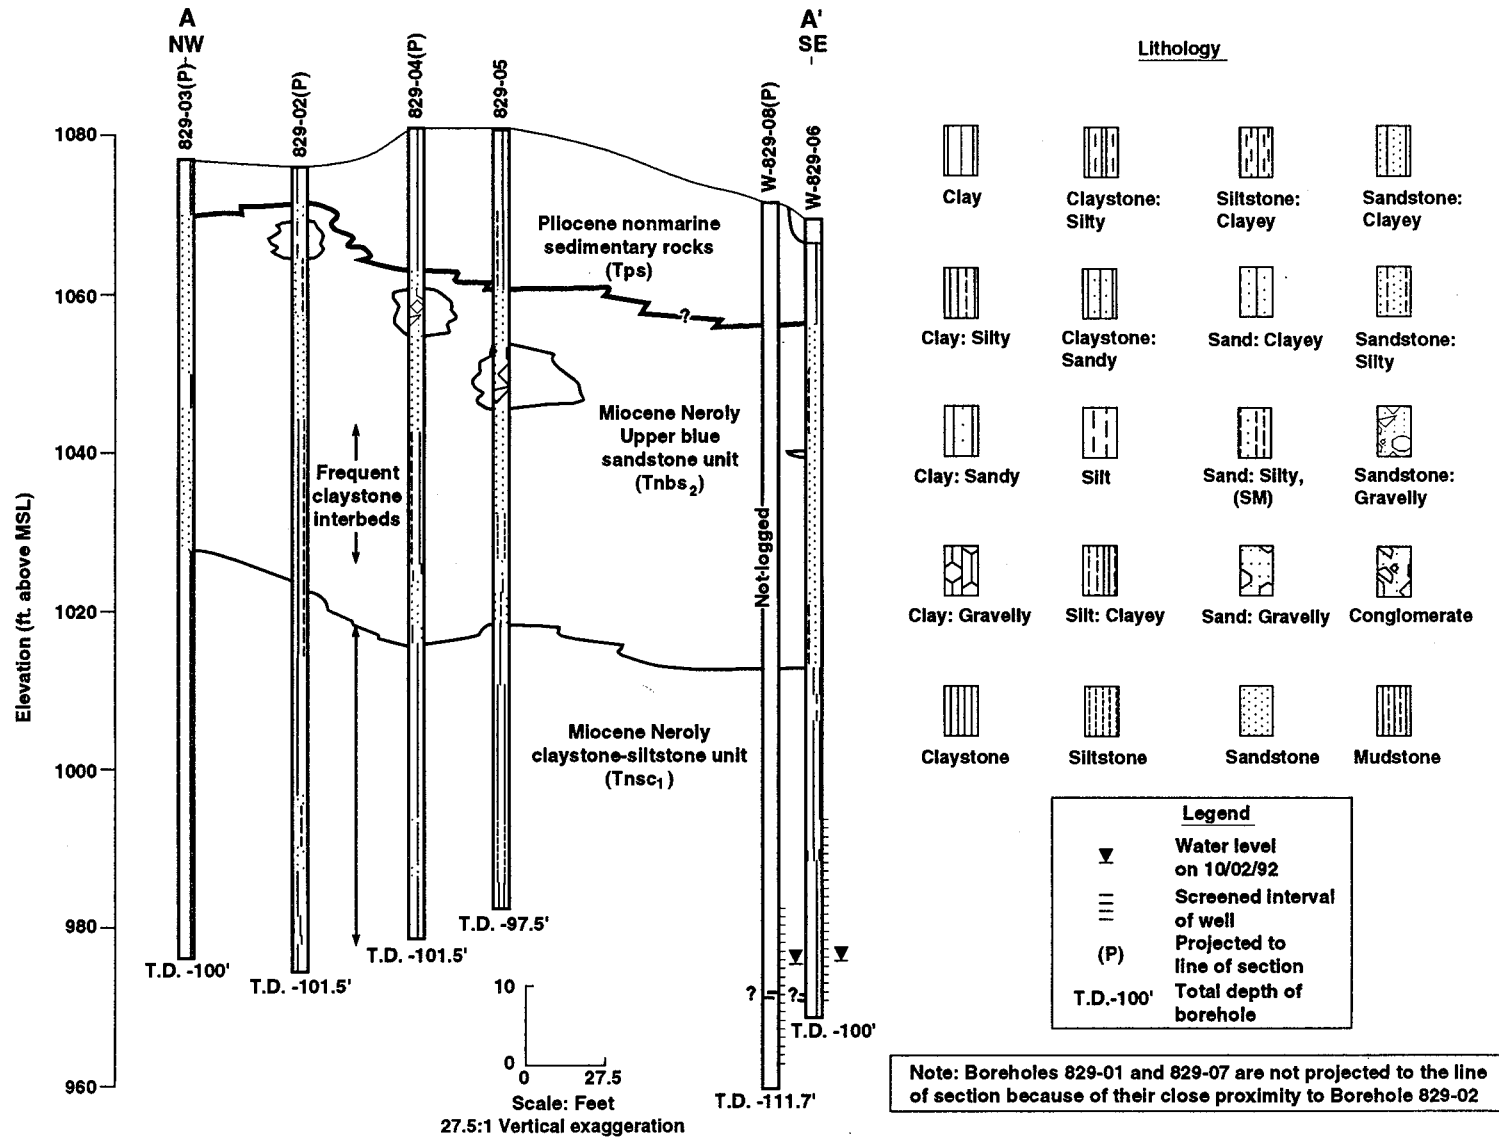 A
NW
A'
SE
829-03(P)
829-02(P)
829-04(P)
829-05
W-829-08(P)
W-829-06
Elevation (ft. above MSL)
1080
1060
1040
1020
1000
980
960
Pliocene nonmarine
sedimentary rocks
(Tps)
?
Miocene Neroly
Upper blue
sandstone unit
(Tnbs2)
Frequent
claystone
interbeds
Not logged
Miocene Neroly
claystone-siltstone unit
(Tnsc1)
T.D. -100'
T.D. -101.5'
T.D. -101.5'
T.D. -97.5'
? ?
T.D. -100'
T.D. -111.7'
10
0
0 27.5
Scale: Feet
27.5:1 Vertical exaggeration
Lithology
Clay
Claystone:
Silty
Siltstone:
Clayey
Sandstone:
Clayey
Clay: Silty
Claystone:
Sandy
Sand: Clayey
Sandstone:
Silty
Clay: Sandy
Silt
Sand: Silty,
(SM)
Sandstone:
Gravelly
Clay: Gravelly
Silt: Clayey
Sand: Gravelly
Conglomerate
Claystone
Siltstone
Sandstone
Mudstone
Legend
Water level
on 10/02/92
Screened interval
of well
(P) Projected to
line of section
T.D.-100' Total depth of
borehole
Note: Boreholes 829-01 and 829-07 are not projected to the line
of section because of their close proximity to Borehole 829-02